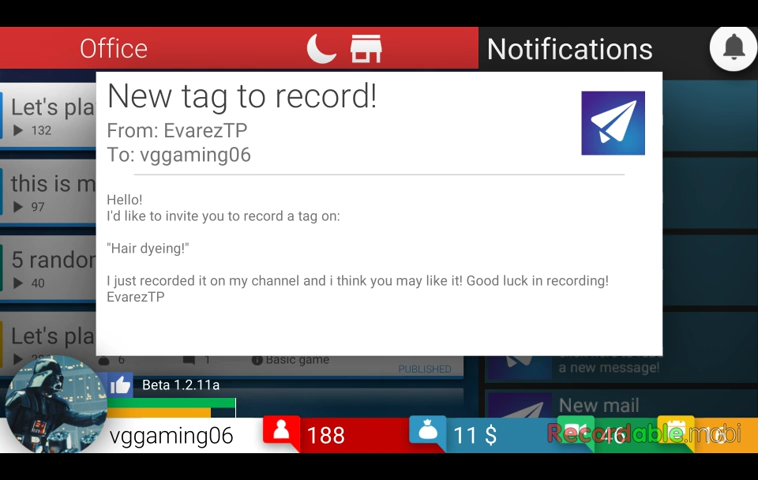 Office
Notifications
New tag to record!
From: EvarezTP
To: vggaming06
Hello!
I'd like to invite you to record a tag on:
"Hair dyeing!"
I just recorded it on my channel and i think you may like it! Good luck in recording!
EvarezTP
Let's pla
132
this is m
97
5 randor
40
Let's pla
6
1
Basic game
PUBLISHED
a new message!
New mail
Beta 1.2.11a
vggaming06
188
11 $
46
16
Recordable.mobi